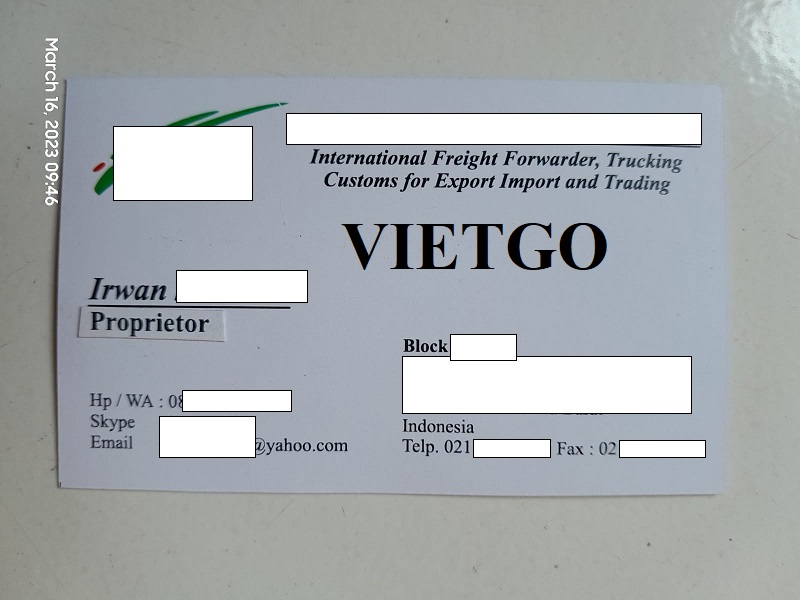 March 16, 2023 09:46
International Freight Forwarder, Trucking
Customs for Export Import and Trading
VIETGO
Irwan
Proprietor
Block
Hp / WA : 08
Skype
Email @yahoo.com
Indonesia
Telp. 021 Fax : 02